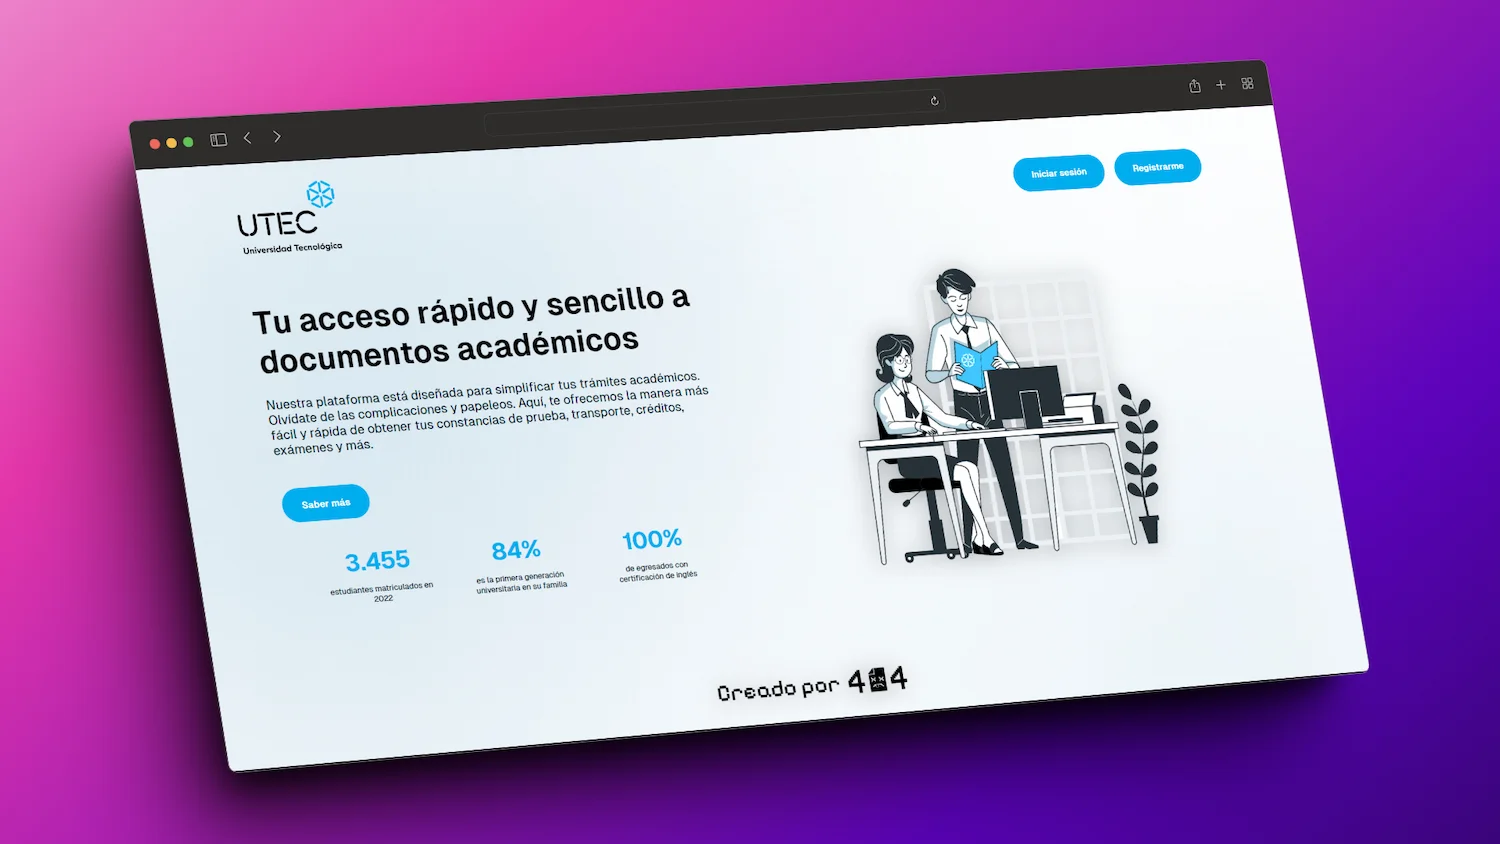 Iniciar sesión
Registrarme
UTEC
Universidad Tecnológica
Tu acceso rápido y sencillo a
documentos académicos
Nuestra plataforma está diseñada para simplificar tus trámites académicos.
Olvídate de las complicaciones y papeleos. Aquí, te ofrecemos la manera más
fácil y rápida de obtener tus constancias de prueba, transporte, créditos,
exámenes y más.
Saber más
3.455
estudiantes matriculados en
2022
84%
es la primera generación
universitaria en su familia
100%
de egresados con
certificación de inglés
Creado por 404